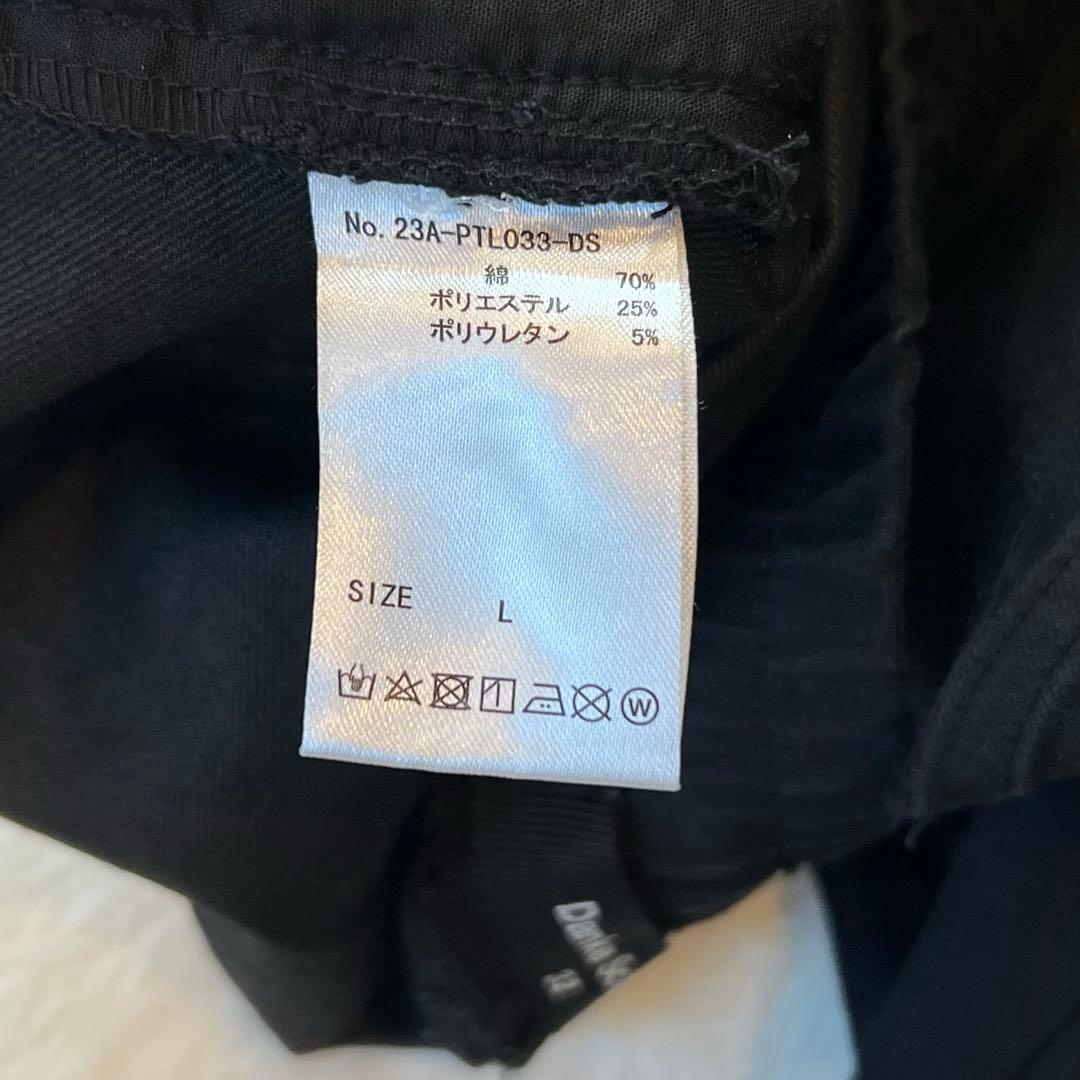 No. 23A-PTL033-DS
綿 70%
ポリエステル 25%
ポリウレタン 5%
SIZE L
W